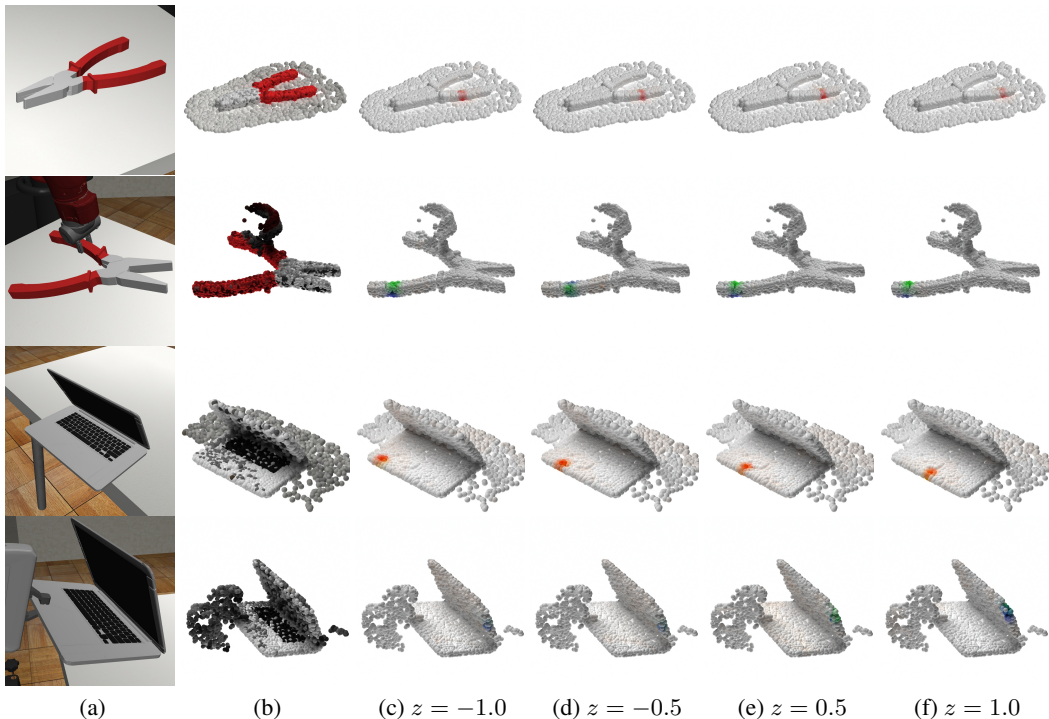 (a) (b) (c) z = −1.0 (d) z = −0.5 (e) z = 0.5 (f) z = 1.0